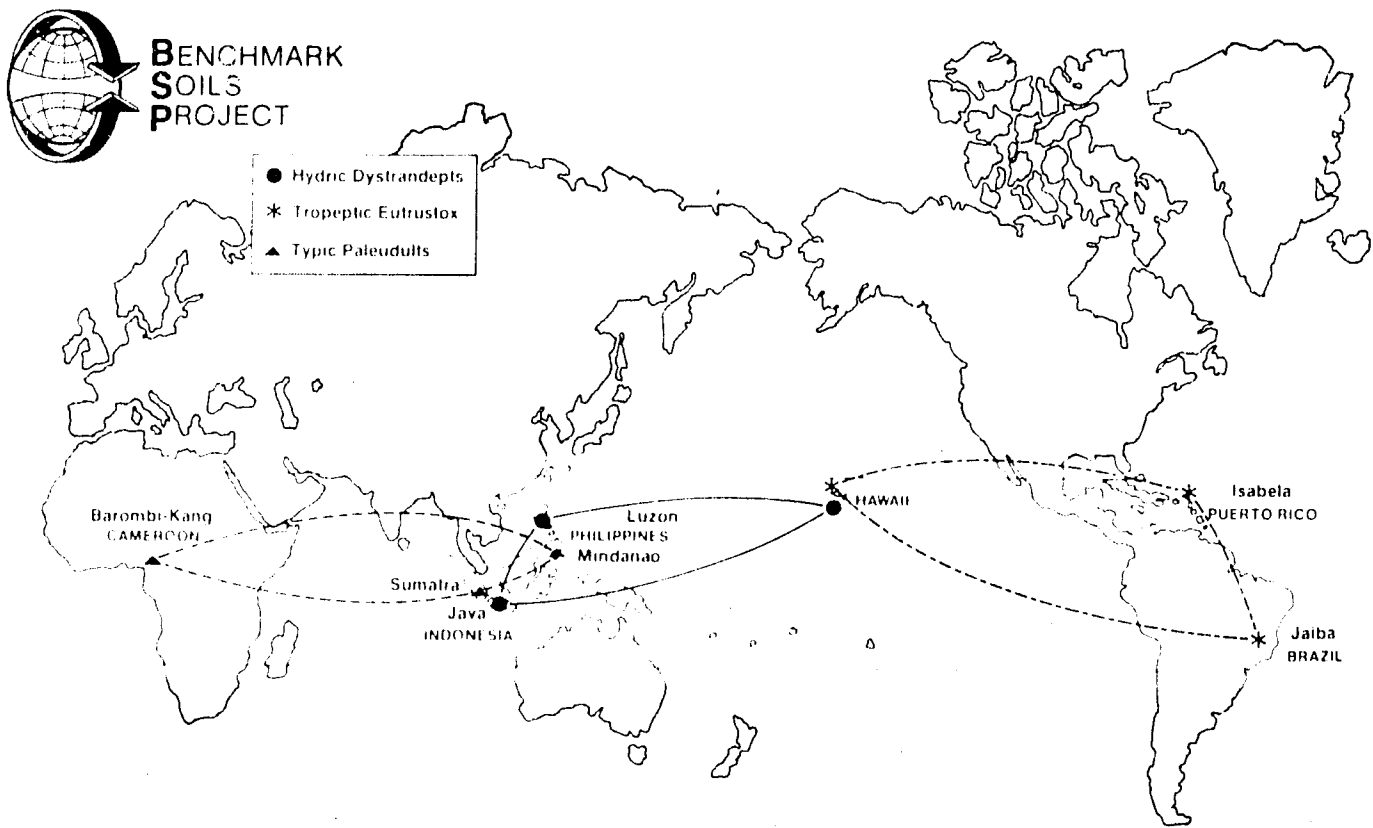 BENCHMARK
SOILS
PROJECT
Hydric Dystrandepts
Tropeptic Eutrustox
Typic Paleudults
Barombi-Kang
CAMEROON
Luzon
PHILIPPINES
Mindanao
Sumatra
Java
INDONESIA
HAWAII
Isabela
PUERTO RICO
Jaiba
BRAZIL